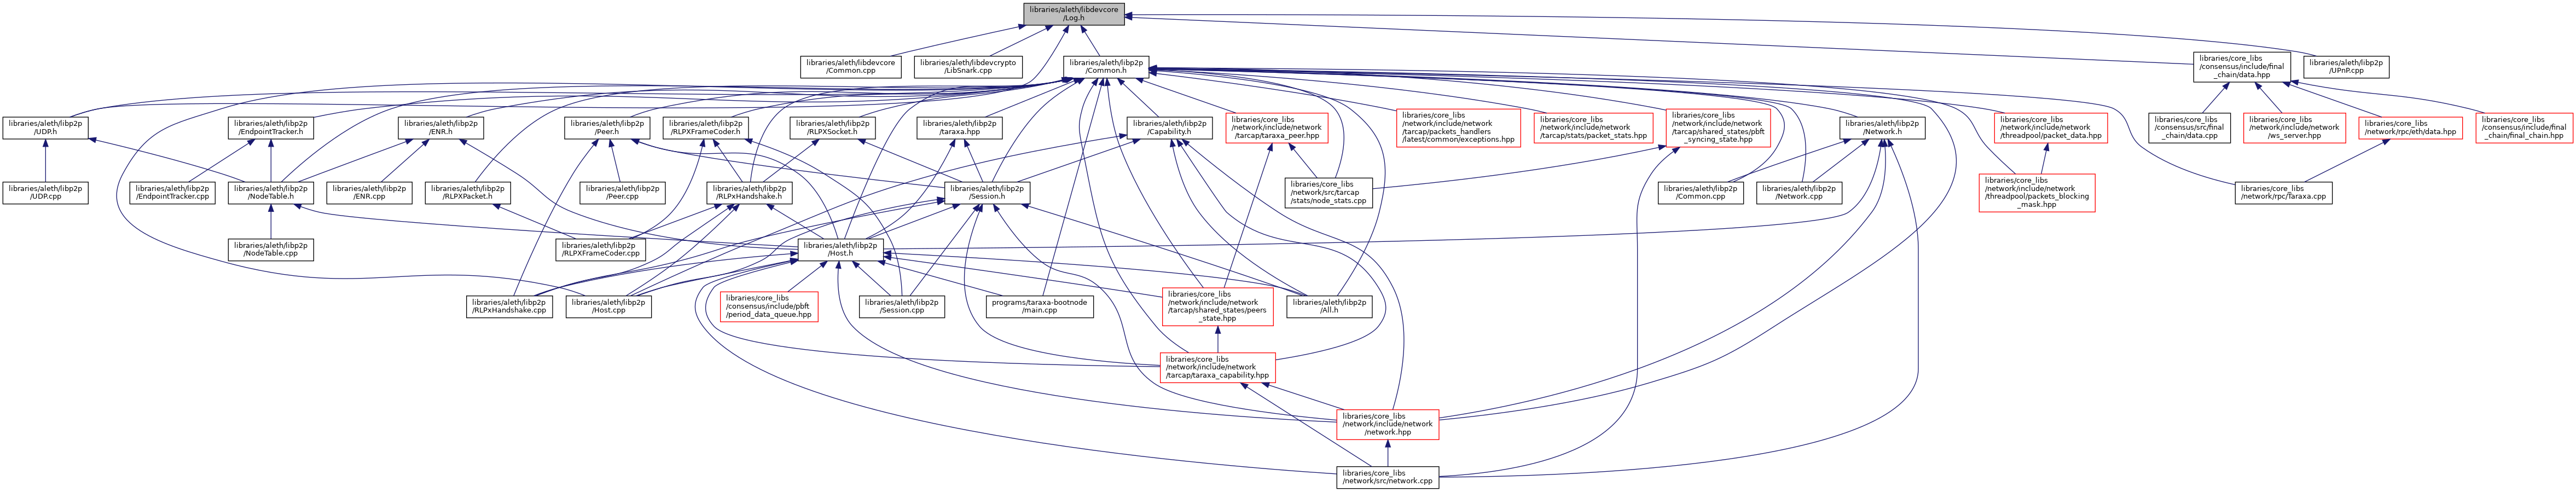 libraries/aleth/libdevcore
/Log.h
libraries/aleth/libdevcore
/Common.cpp
libraries/aleth/libdevcrypto
/LibSnark.cpp
libraries/aleth/libp2p
/Common.h
libraries/core_libs
/consensus/include/final
_chain/data.hpp
libraries/aleth/libp2p
/UPnP.cpp
libraries/aleth/libp2p
/UDP.h
libraries/aleth/libp2p
/EndpointTracker.h
libraries/aleth/libp2p
/ENR.h
libraries/aleth/libp2p
/Peer.h
libraries/aleth/libp2p
/RLPXFrameCoder.h
libraries/aleth/libp2p
/RLPXSocket.h
libraries/aleth/libp2p
/taraxa.hpp
libraries/aleth/libp2p
/Capability.h
libraries/core_libs
/network/include/network
/tarcap/taraxa_peer.hpp
libraries/core_libs
/network/include/network
/tarcap/packets_handlers
/latest/common/exceptions.hpp
libraries/core_libs
/network/include/network
/tarcap/stats/packet_stats.hpp
libraries/core_libs
/network/include/network
/tarcap/shared_states/pbft
_syncing_state.hpp
libraries/aleth/libp2p
/Network.h
libraries/core_libs
/network/include/network
/threadpool/packet_data.hpp
libraries/core_libs
/consensus/src/final
_chain/data.cpp
libraries/core_libs
/network/include/network
/ws_server.hpp
libraries/core_libs
/network/rpc/eth/data.hpp
libraries/core_libs
/consensus/include/final
_chain/final_chain.hpp
libraries/aleth/libp2p
/UDP.cpp
libraries/aleth/libp2p
/EndpointTracker.cpp
libraries/aleth/libp2p
/NodeTable.h
libraries/aleth/libp2p
/ENR.cpp
libraries/aleth/libp2p
/RLPXPacket.h
libraries/aleth/libp2p
/Peer.cpp
libraries/aleth/libp2p
/RLPxHandshake.h
libraries/aleth/libp2p
/Session.h
libraries/core_libs
/network/src/tarcap
/stats/node_stats.cpp
libraries/aleth/libp2p
/Common.cpp
libraries/aleth/libp2p
/Network.cpp
libraries/core_libs
/network/include/network
/threadpool/packets_blocking
_mask.hpp
libraries/core_libs
/network/rpc/Taraxa.cpp
libraries/aleth/libp2p
/NodeTable.cpp
libraries/aleth/libp2p
/RLPXFrameCoder.cpp
libraries/aleth/libp2p
/Host.h
libraries/aleth/libp2p
/RLPxHandshake.cpp
libraries/aleth/libp2p
/Host.cpp
libraries/core_libs
/consensus/include/pbft
/period_data_queue.hpp
libraries/aleth/libp2p
/Session.cpp
programs/taraxa-bootnode
/main.cpp
libraries/core_libs
/network/include/network
/tarcap/shared_states/peers
_state.hpp
libraries/aleth/libp2p
/All.h
libraries/core_libs
/network/include/network
/tarcap/taraxa_capability.hpp
libraries/core_libs
/network/include/network
/network.hpp
libraries/core_libs
/network/src/network.cpp